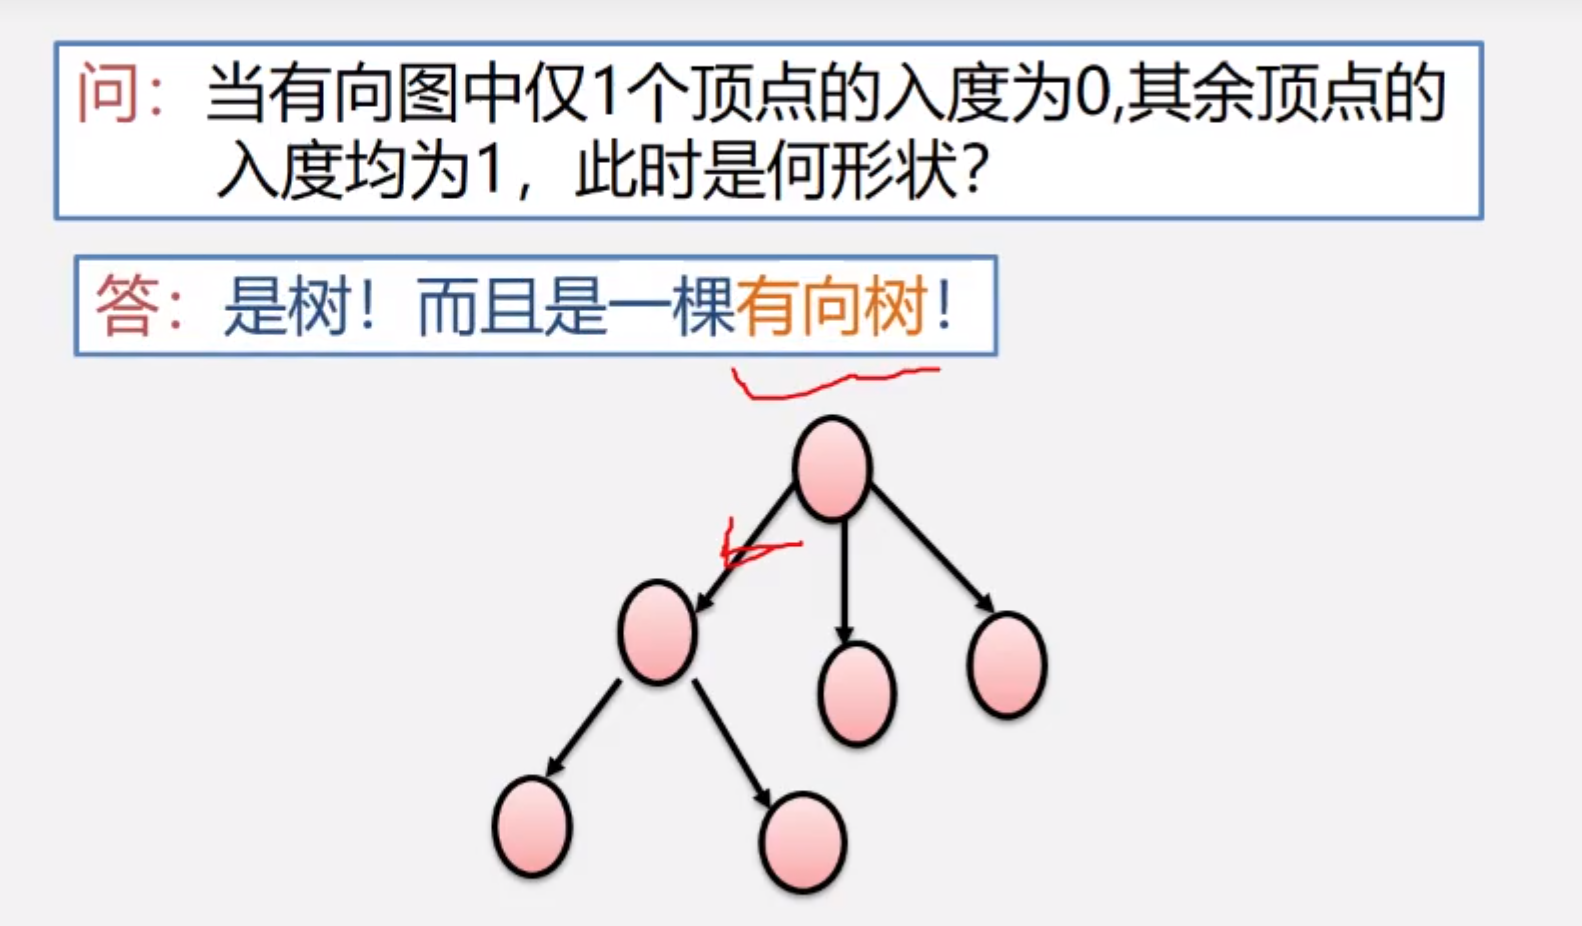 问：当有向图中仅1个顶点的入度为0,其余顶点的
入度均为1，此时是何形状？
答：是树！而且是一棵有向树！